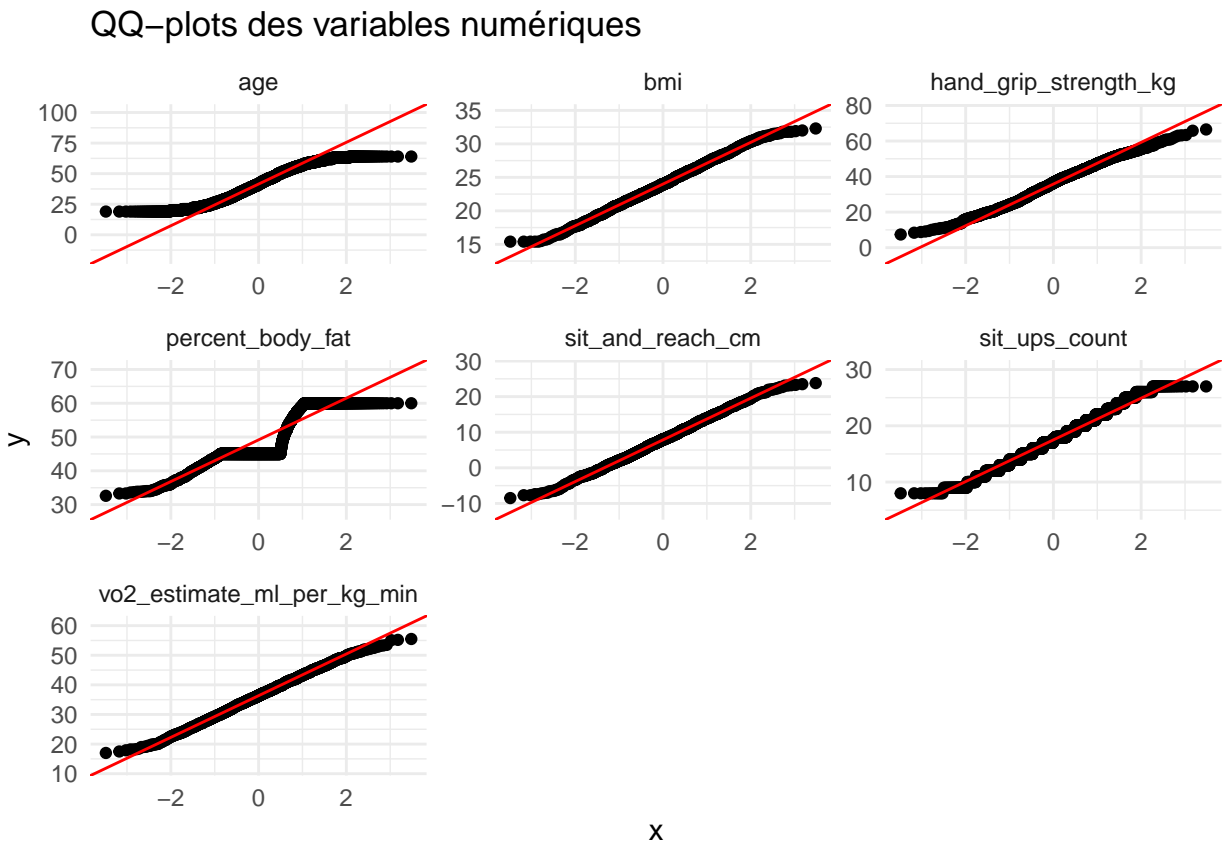 QQ−plots des variables numériques
age
bmi
hand_grip_strength_kg
100
75
50
25
0
−2 0 2
35
30
25
20
15
−2 0 2
80
60
40
20
0
−2 0 2
percent_body_fat
sit_and_reach_cm
sit_ups_count
70
60
50
40
30
−2 0 2
30
20
10
0
−10
−2 0 2
30
20
10
−2 0 2
vo2_estimate_ml_per_kg_min
60
50
40
30
20
10
−2 0 2
y
x